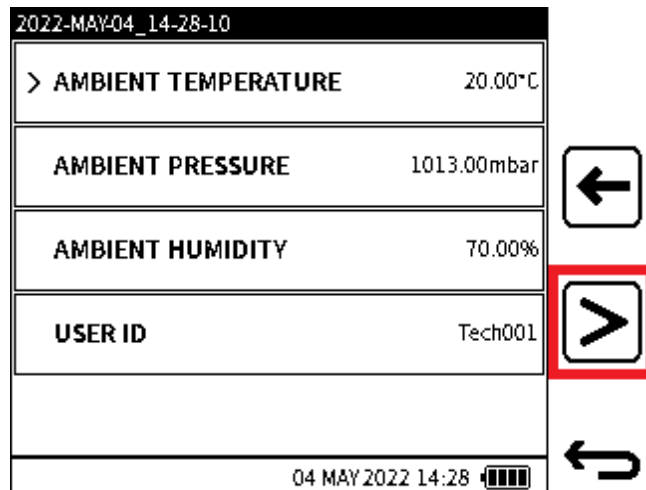 2022-MAY-04_14-28-10
> AMBIENT TEMPERATURE 20.00°C
AMBIENT PRESSURE 1013.00mbar
AMBIENT HUMIDITY 70.00%
USER ID Tech001
04 MAY 2022 14:28